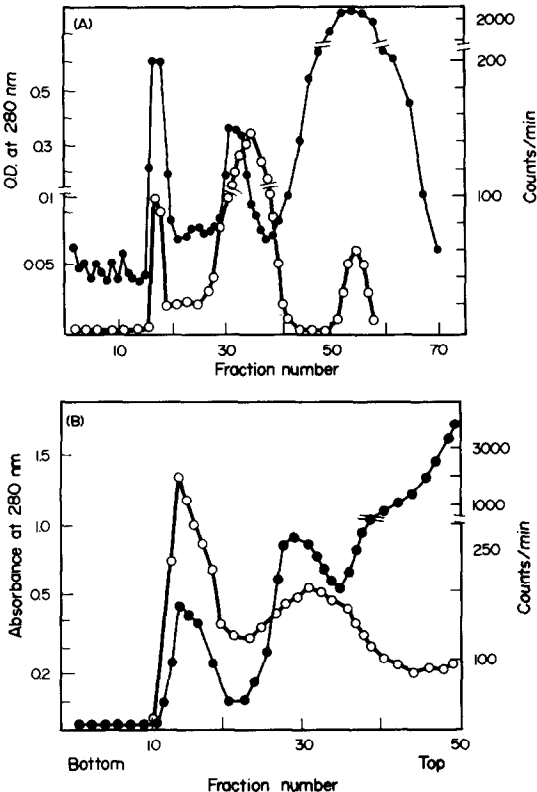 (A)
O.D. at 280 nm
0.5
0.3
0.1
0.05
2000
200
100
Counts/min
10 30 50 70
Fraction number
(B)
Absorbance at 280 nm
1.5
1.0
0.5
0.2
3000
1000
250
100
Counts/min
10 30 50
Bottom Top
Fraction number